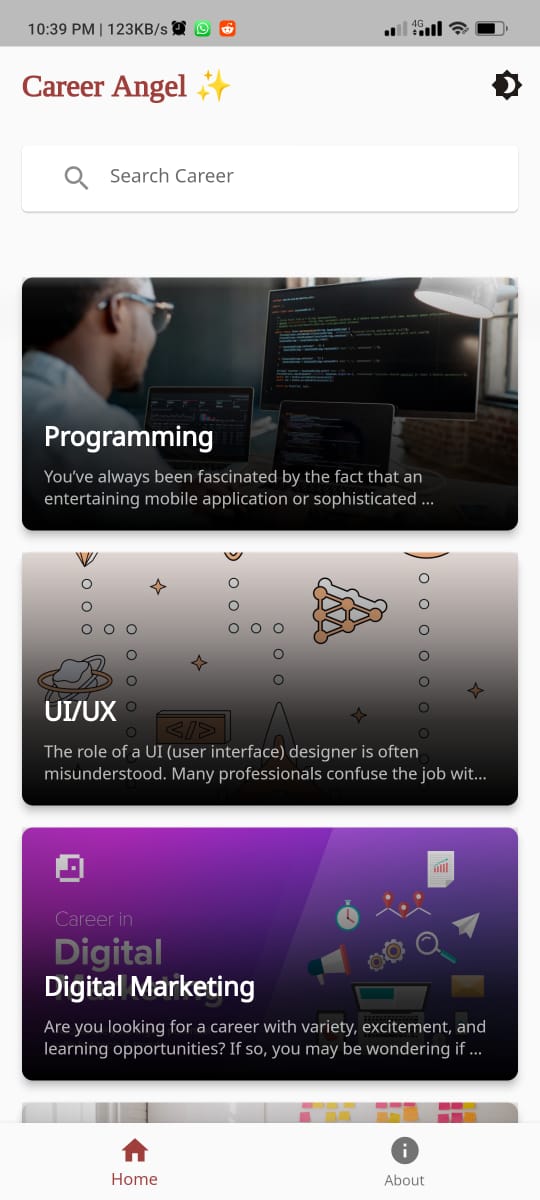 10:39 PM | 123KB/s
4G
Career Angel ✨
Search Career
Programming
You’ve always been fascinated by the fact that an
entertaining mobile application or sophisticated ...
</>
UI/UX
The role of a UI (user interface) designer is often
misunderstood. Many professionals confuse the job wit...
Career in
Digital
Marketing
Digital Marketing
Are you looking for a career with variety, excitement, and
learning opportunities? If so, you may be wondering if ...
Home
About